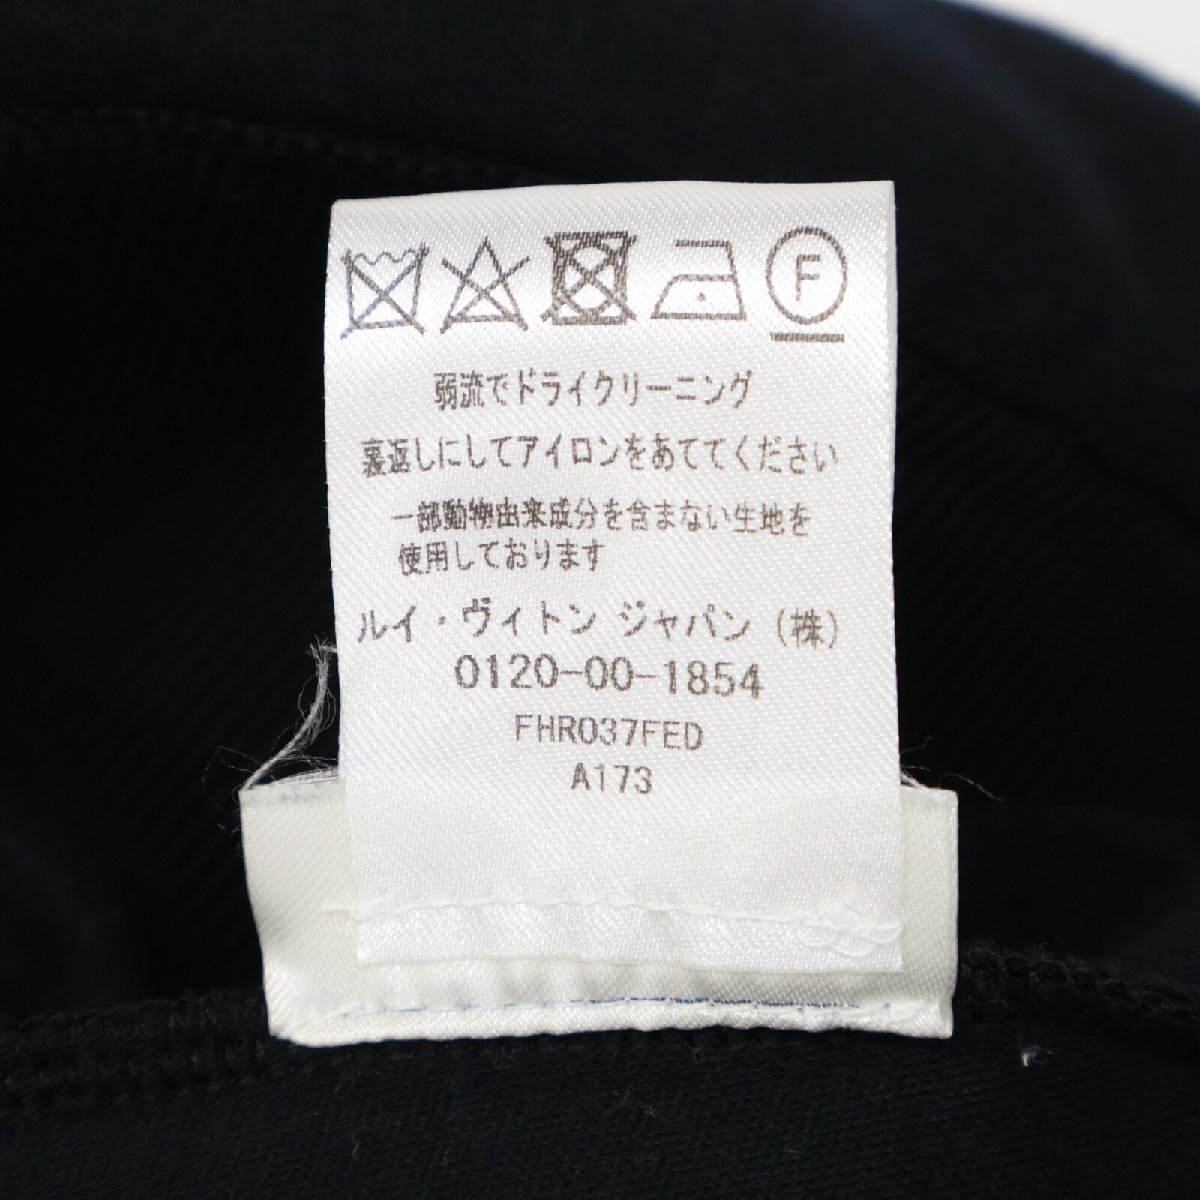 F
弱流でドライクリーニング
裏返しにしてアイロンをあててください
一部動物由来成分を含まない生地を
使用しております
ルイ・ヴィトン ジャパン (株)
0120-00-1854
FHR037FED
A173